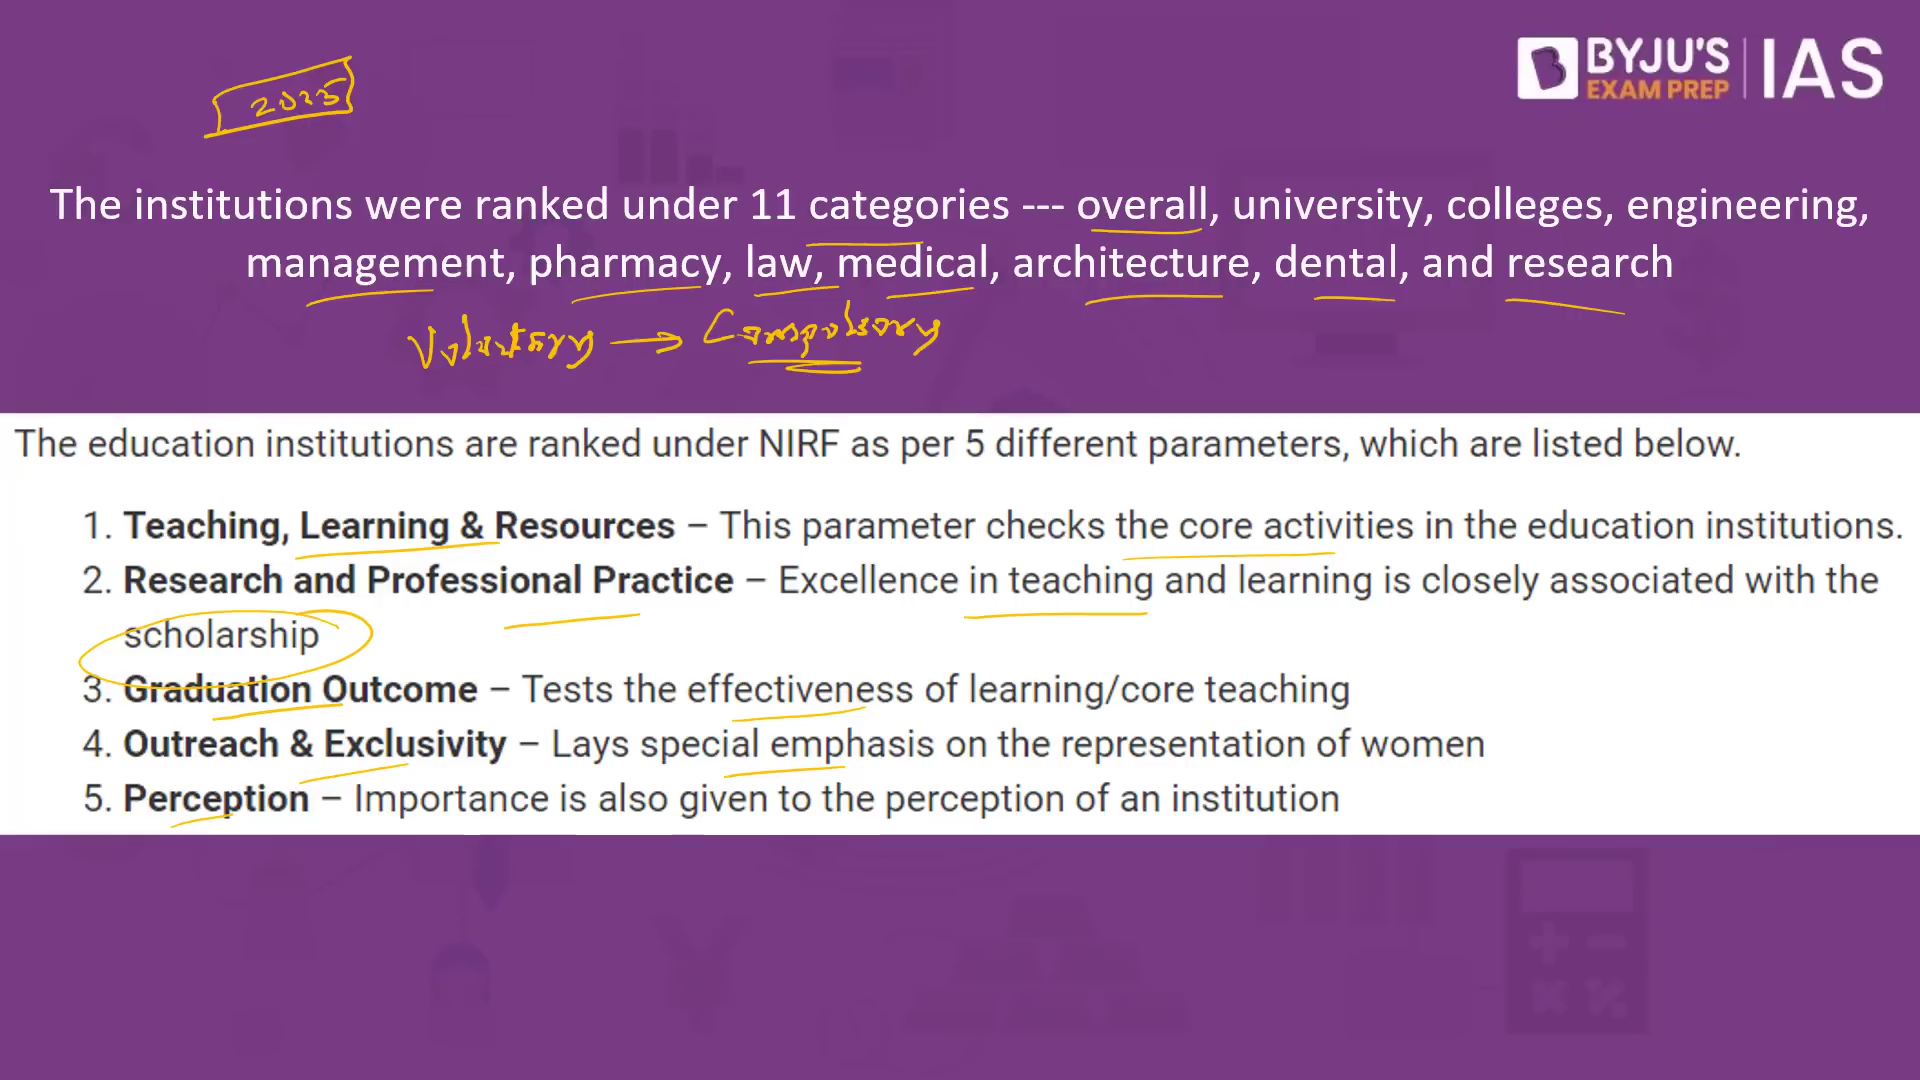 BYJU'S
EXAM PREP
IAS
2023
The institutions were ranked under 11 categories --- overall, university, colleges, engineering,
management, pharmacy, law, medical, architecture, dental, and research
Voluntary → Compulsory
The education institutions are ranked under NIRF as per 5 different parameters, which are listed below.
1. Teaching, Learning & Resources – This parameter checks the core activities in the education institutions.
2. Research and Professional Practice – Excellence in teaching and learning is closely associated with the
scholarship
3. Graduation Outcome – Tests the effectiveness of learning/core teaching
4. Outreach & Exclusivity – Lays special emphasis on the representation of women
5. Perception – Importance is also given to the perception of an institution